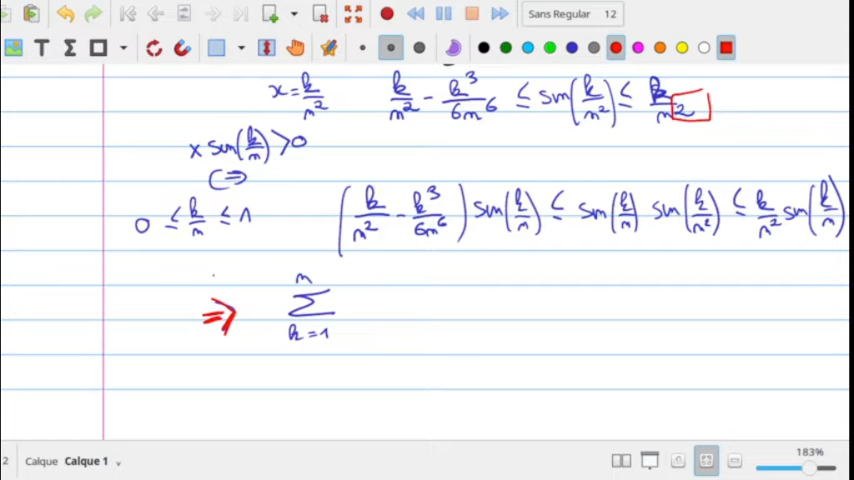 Sans Regular 12
x = k/n² k/n² − k³/6n⁶ ≤ sin(k/n²) ≤ k/n²
x sin(k/n) > 0
⇔
0 ≤ k/n ≤ 1 (k/n² − k³/6n⁶) sin(k/n) ≤ sin(k/n) sin(k/n²) ≤ k/n² sin(k/n)
n
⇒ Σ
k=1
183%
2 Calque Calque 1